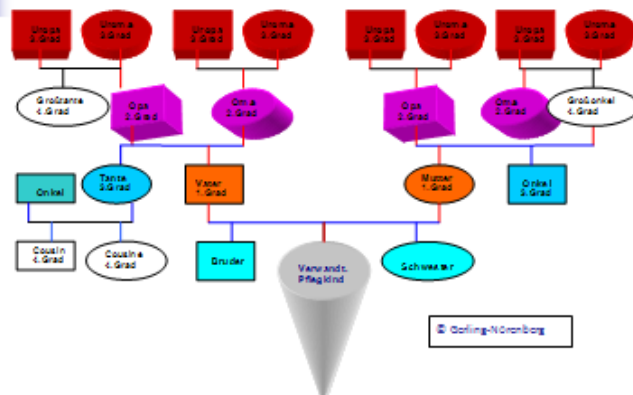 Uropa
3.Grad
Uroma
3.Grad
Uropa
3.Grad
Uroma
3.Grad
Uropa
3.Grad
Uroma
3.Grad
Uropa
3.Grad
Uroma
3.Grad
Großtante
4.Grad
Opa
2.Grad
Oma
2.Grad
Opa
2.Grad
Oma
2.Grad
Großonkel
4.Grad
Onkel
Tante
3.Grad
Vater
1.Grad
Mutter
1.Grad
Onkel
3.Grad
Cousin
4.Grad
Cousine
4.Grad
Bruder
Verwandt.
Pflegkind
Schwester
© Gerling-Nörenberg